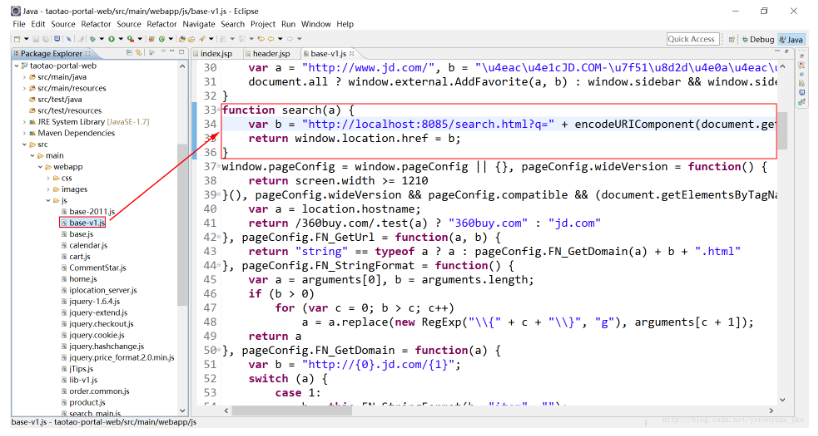 Java - taotao-portal-web/src/main/webapp/js/base-v1.js - Eclipse
File Edit Source Refactor Source Refactor Navigate Search Project Run Window Help
Quick Access
Debug
Java
Package Explorer
taotao-portal-web
src/main/java
src/main/resources
src/test/java
src/test/resources
JRE System Library [JavaSE-1.7]
Maven Dependencies
src
main
webapp
css
images
js
base-2011.js
base-v1.js
base.js
calendar.js
cart.js
CommentStar.js
home.js
iplocation_server.js
jquery-1.6.4.js
jquery-extend.js
jquery.checkout.js
jquery.cookie.js
jquery.hashchange.js
jquery.price_format.2.0.min.js
jTips.js
lib-v1.js
order.common.js
product.js
search_main.js
index.jsp
header.jsp
base-v1.js
30 var a = "http://www.jd.com/", b = "\u4eac\u4e1cJD.COM-\u7f51\u8d2d\u4e0a\u4eac\u
31 document.all ? window.external.AddFavorite(a, b) : window.sidebar && window.side
32 }
33 function search(a) {
34 var b = "http://localhost:8085/search.html?q=" + encodeURIComponent(document.get
35 return window.location.href = b;
36 }
37 window.pageConfig = window.pageConfig || {}, pageConfig.wideVersion = function() {
38 return screen.width >= 1210
39 }(), pageConfig.wideVersion && pageConfig.compatible && (document.getElementsByTagNa
40 var a = location.hostname;
41 return /360buy.com/.test(a) ? "360buy.com" : "jd.com"
42 }, pageConfig.FN_GetUrl = function(a, b) {
43 return "string" == typeof a ? a : pageConfig.FN_GetDomain(a) + b + ".html"
44 }, pageConfig.FN_StringFormat = function() {
45 var a = arguments[0], b = arguments.length;
46 if (b > 0)
47 for (var c = 0; b > c; c++)
48 a = a.replace(new RegExp("\\{" + c + "\\}", "g"), arguments[c + 1]);
49 return a
50 }, pageConfig.FN_GetDomain = function(a) {
51 var b = "http://{0}.jd.com/{1}";
52 switch (a) {
53 case 1:
base-v1.js - taotao-portal-web/src/main/webapp/js